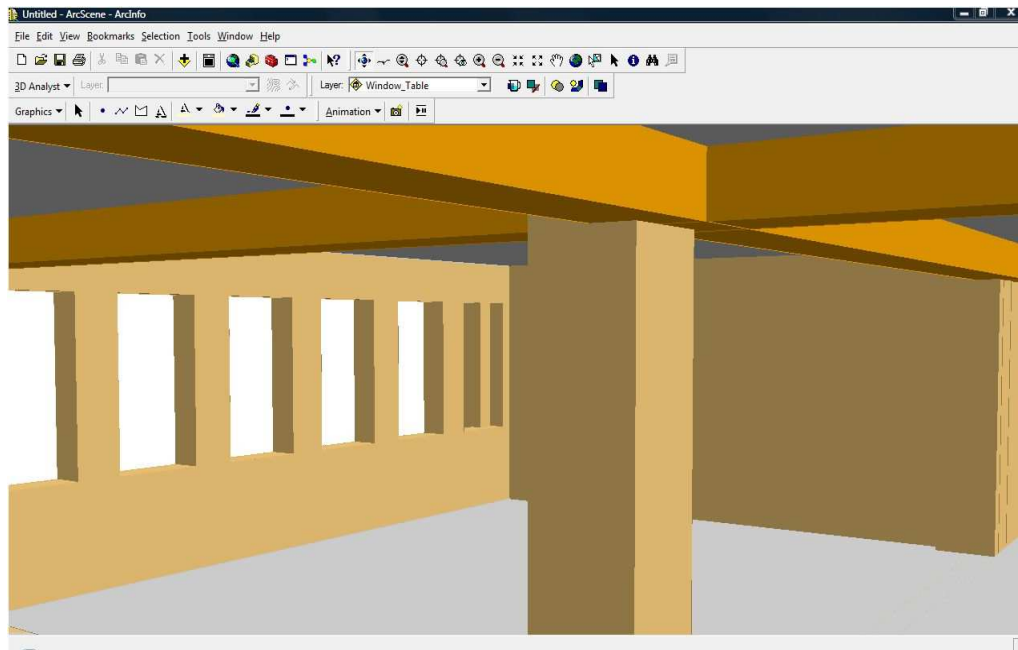 Untitled - ArcScene - ArcInfo
File Edit View Bookmarks Selection Tools Window Help
3D Analyst Layer: Layer: Window_Table
Graphics A A Animation